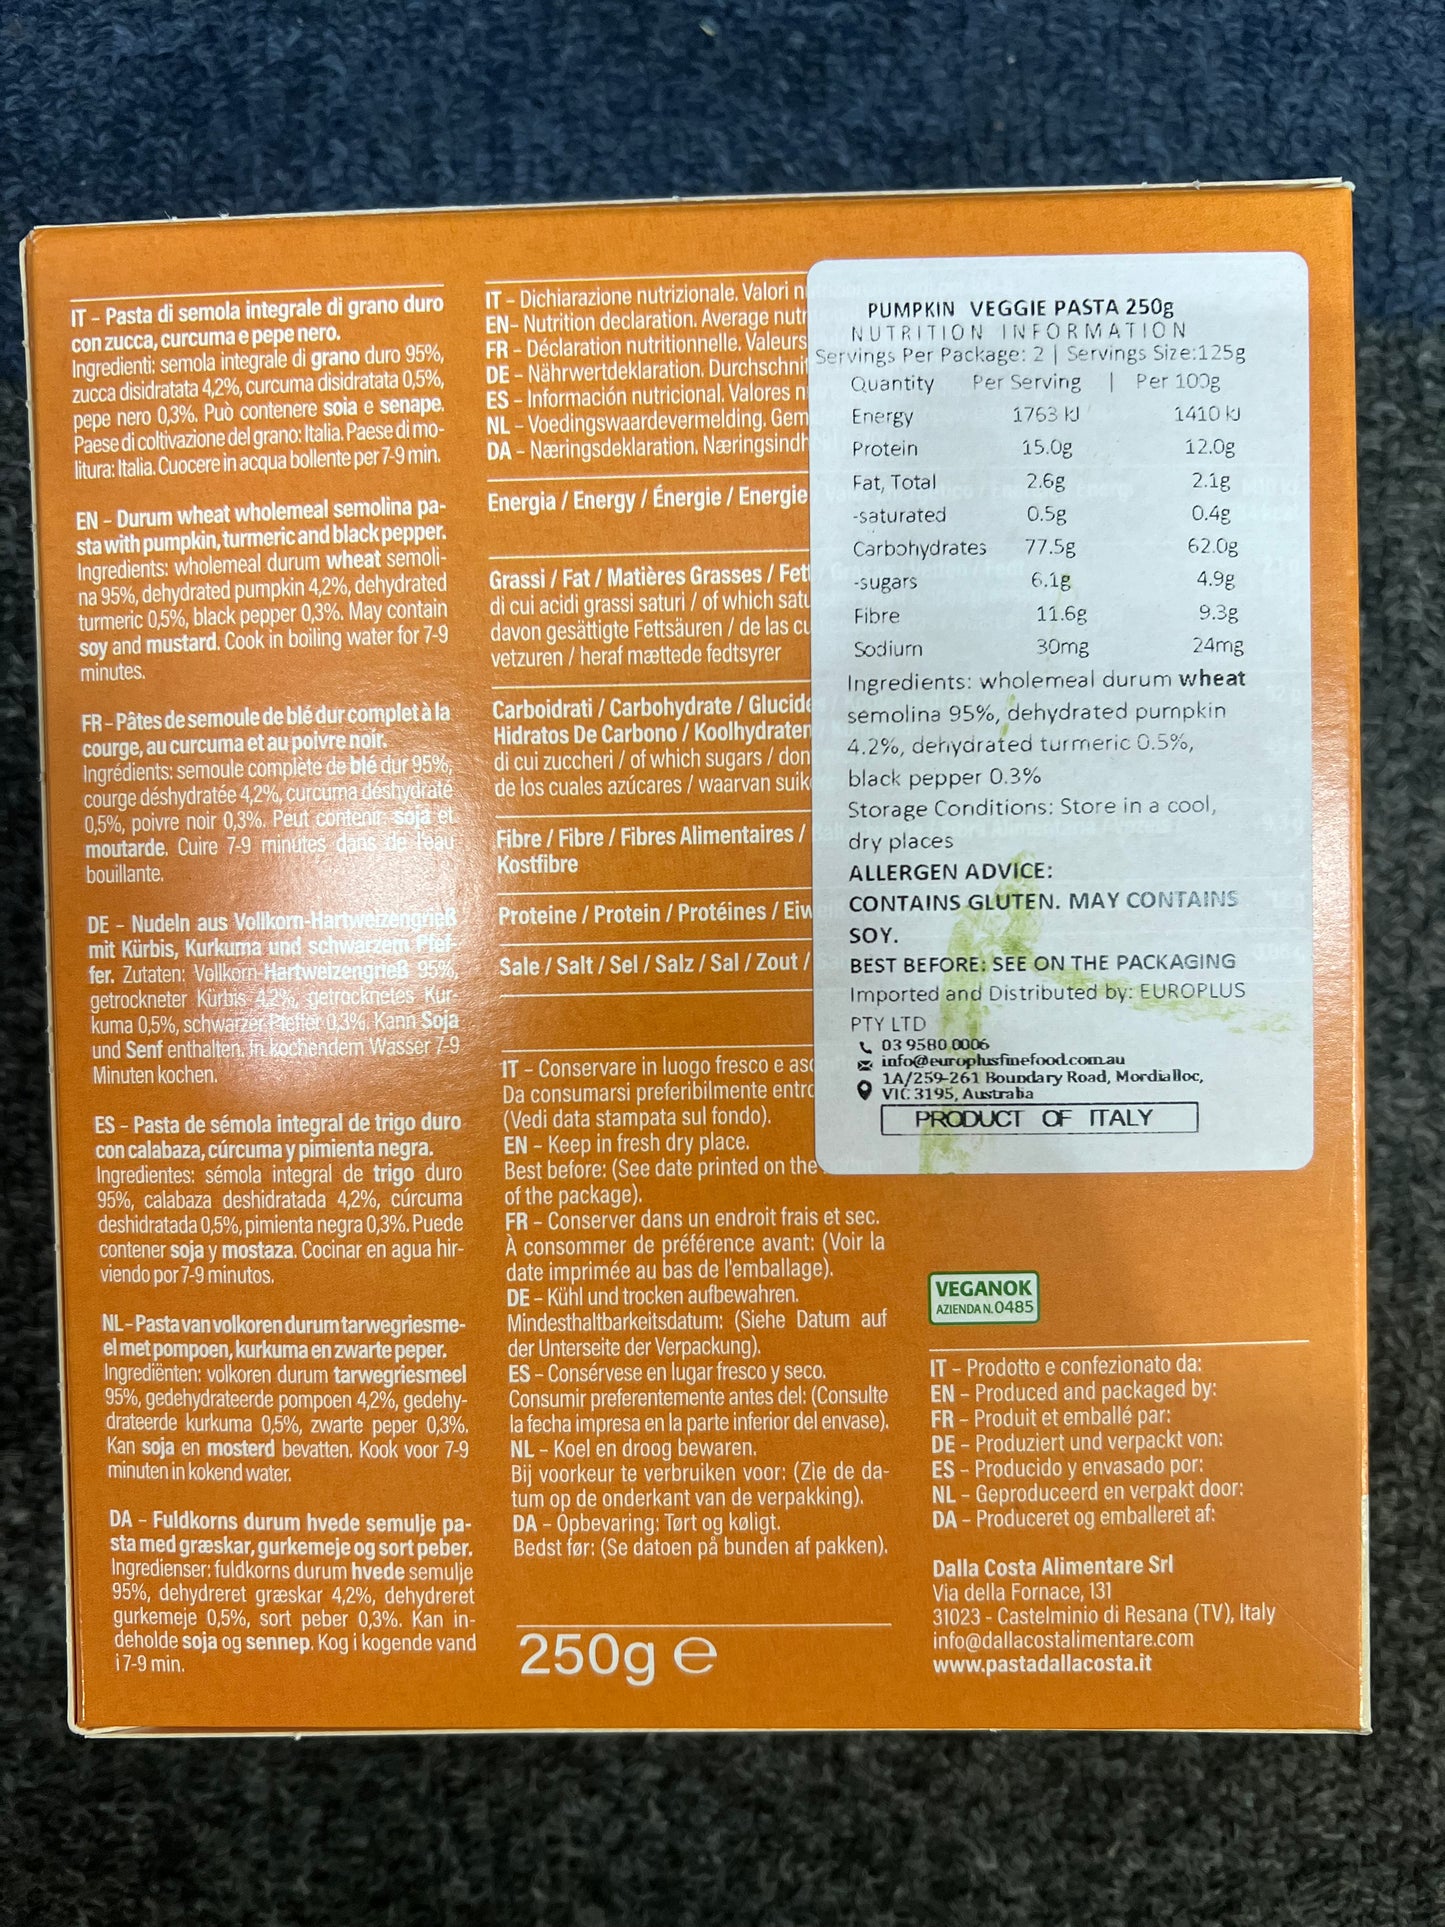 IT - Pasta di semola integrale di grano duro
con zucca, curcuma e pepe nero.
Ingredienti: semola integrale di grano duro 95%,
zucca disidratata 4,2%, curcuma disidratata 0,5%,
pepe nero 0,3%. Può contenere soia e senape.
Paese di coltivazione del grano: Italia. Paese di mo-
litura: Italia. Cuocere in acqua bollente per 7-9 min.
EN - Durum wheat wholemeal semolina pa-
sta with pumpkin, turmeric and black pepper.
Ingredients: wholemeal durum wheat semoli-
na 95%, dehydrated pumpkin 4,2%, dehydrated
turmeric 0,5%, black pepper 0,3%. May contain
soy and mustard. Cook in boiling water for 7-9
minutes.
FR - Pâtes de semoule de blé dur complet à la
courge, au curcuma et au poivre noir.
Ingrédients: semoule complète de blé dur 95%,
courge déshydratée 4,2%, curcuma déshydraté
0,5%, poivre noir 0,3%. Peut contenir: soja et
moutarde. Cuire 7-9 minutes dans de l'eau
bouillante.
DE - Nudeln aus Vollkorn-Hartweizengrieß
mit Kürbis, Kurkuma und schwarzem Pfef-
fer. Zutaten: Vollkorn-Hartweizengrieß 95%,
getrockneter Kürbis 4,2%, getrocknetes Kur-
kuma 0,5%, schwarzer Pfeffer 0,3%. Kann Soja
und Senf enthalten. In kochendem Wasser 7-9
Minuten kochen.
ES - Pasta de sémola integral de trigo duro
con calabaza, cúrcuma y pimienta negra.
Ingredientes: sémola integral de trigo duro
95%, calabaza deshidratada 4,2%, cúrcuma
deshidratada 0,5%, pimienta negra 0,3%. Puede
contener soja y mostaza. Cocinar en agua hir-
viendo por 7-9 minutos.
NL - Pasta van volkoren durum tarwegriesme-
el met pompoen, kurkuma en zwarte peper.
Ingrediënten: volkoren durum tarwegriesmeel
95%, gedehydrateerde pompoen 4,2%, gedehy-
drateerde kurkuma 0,5%, zwarte peper 0,3%.
Kan soja en mosterd bevatten. Kook voor 7-9
minuten in kokend water.
DA - Fuldkorns durum hvede semulje pa-
sta med græskar, gurkemeje og sort peber.
Ingredienser: fuldkorns durum hvede semulje
95%, dehydreret græskar 4,2%, dehydreret
gurkemeje 0,5%, sort peber 0,3%. Kan in-
deholde soja og sennep. Kog i kogende vand
i 7-9 min.
IT - Dichiarazione nutrizionale. Valori n
EN- Nutrition declaration. Average nutr
FR - Déclaration nutritionnelle. Valeurs
DE - Nährwertdeklaration. Durchschnit
ES - Información nutricional. Valores n
NL - Voedingswaardevermelding. Gem
DA - Næringsdeklaration. Næringsindh
Energia / Energy / Énergie / Energie
Grassi / Fat / Matières Grasses / Fett
di cui acidi grassi saturi / of which satu
davon gesättigte Fettsäuren / de las cu
vetzuren / heraf mættede fedtsyrer
Carboidrati / Carbohydrate / Glucide
Hidratos De Carbono / Koolhydraten
di cui zuccheri / of which sugars / don
de los cuales azúcares / waarvan suik
Fibre / Fibre / Fibres Alimentaires /
Kostfibre
Proteine / Protein / Protéines / Eiw
Sale / Salt / Sel / Salz / Sal / Zout /
IT - Conservare in luogo fresco e asc
Da consumarsi preferibilmente entro
(Vedi data stampata sul fondo).
EN - Keep in fresh dry place.
Best before: (See date printed on the
of the package).
FR - Conserver dans un endroit frais et sec.
À consommer de préférence avant: (Voir la
date imprimée au bas de l'emballage).
DE - Kühl und trocken aufbewahren.
Mindesthaltbarkeitsdatum: (Siehe Datum auf
der Unterseite der Verpackung).
ES - Consérvese en lugar fresco y seco.
Consumir preferentemente antes del: (Consulte
la fecha impresa en la parte inferior del envase).
NL - Koel en droog bewaren.
Bij voorkeur te verbruiken voor: (Zie de da-
tum op de onderkant van de verpakking).
DA - Opbevaring: Tørt og køligt.
Bedst før: (Se datoen på bunden af pakken).
250g e
PUMPKIN VEGGIE PASTA 250g
NUTRITION INFORMATION
Servings Per Package: 2 | Servings Size:125g
Quantity Per Serving | Per 100g
Energy 1763 kJ 1410 kJ
Protein 15.0g 12.0g
Fat, Total 2.6g 2.1g
-saturated 0.5g 0.4g
Carbohydrates 77.5g 62.0g
-sugars 6.1g 4.9g
Fibre 11.6g 9.3g
Sodium 30mg 24mg
Ingredients: wholemeal durum wheat
semolina 95%, dehydrated pumpkin
4.2%, dehydrated turmeric 0.5%,
black pepper 0.3%
Storage Conditions: Store in a cool,
dry places
ALLERGEN ADVICE:
CONTAINS GLUTEN. MAY CONTAINS
SOY.
BEST BEFORE: SEE ON THE PACKAGING
Imported and Distributed by: EUROPLUS
PTY LTD
03 9580 0006
info@europlusfinefood.com.au
1A/259-261 Boundary Road, Mordialloc,
VIC 3195, Australia
PRODUCT OF ITALY
VEGANOK
AZIENDA N. 0485
IT - Prodotto e confezionato da:
EN - Produced and packaged by:
FR - Produit et emballé par:
DE - Produziert und verpackt von:
ES - Producido y envasado por:
NL - Geproduceerd en verpakt door:
DA - Produceret og emballeret af:
Dalla Costa Alimentare Srl
Via della Fornace, 131
31023 - Castelminio di Resana (TV), Italy
info@dallacostalimentare.com
www.pastadallacosta.it